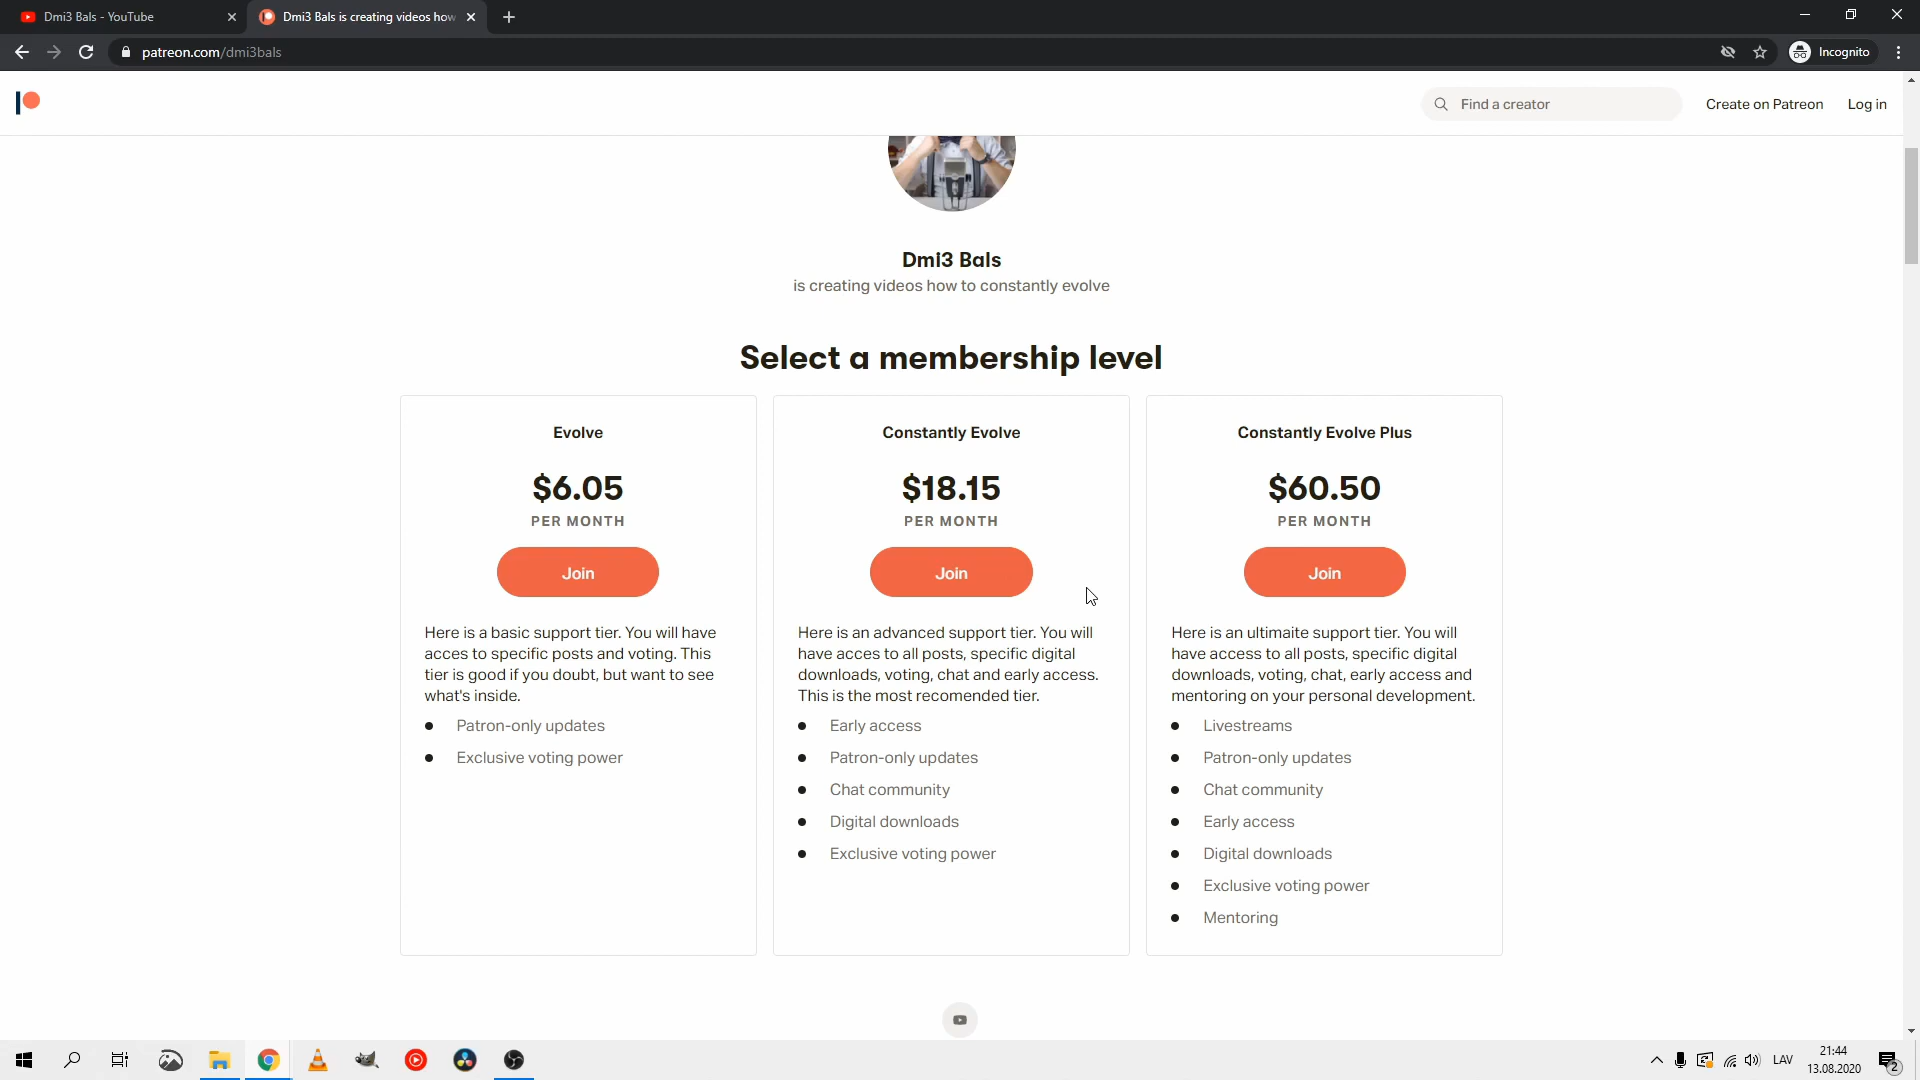 Dmi3 Bals - YouTube
Dmi3 Bals is creating videos how
patreon.com/dmi3bals
Incognito
Find a creator
Create on Patreon
Log in
Dmi3 Bals
is creating videos how to constantly evolve
Select a membership level
Evolve
$6.05
PER MONTH
Join
Here is a basic support tier. You will have
acces to specific posts and voting. This
tier is good if you doubt, but want to see
what's inside.
Patron-only updates
Exclusive voting power
Constantly Evolve
$18.15
PER MONTH
Join
Here is an advanced support tier. You will
have acces to all posts, specific digital
downloads, voting, chat and early access.
This is the most recomended tier.
Early access
Patron-only updates
Chat community
Digital downloads
Exclusive voting power
Constantly Evolve Plus
$60.50
PER MONTH
Join
Here is an ultimaite support tier. You will
have access to all posts, specific digital
downloads, voting, chat, early access and
mentoring on your personal development.
Livestreams
Patron-only updates
Chat community
Early access
Digital downloads
Exclusive voting power
Mentoring
LAV
21:44
13.08.2020
2